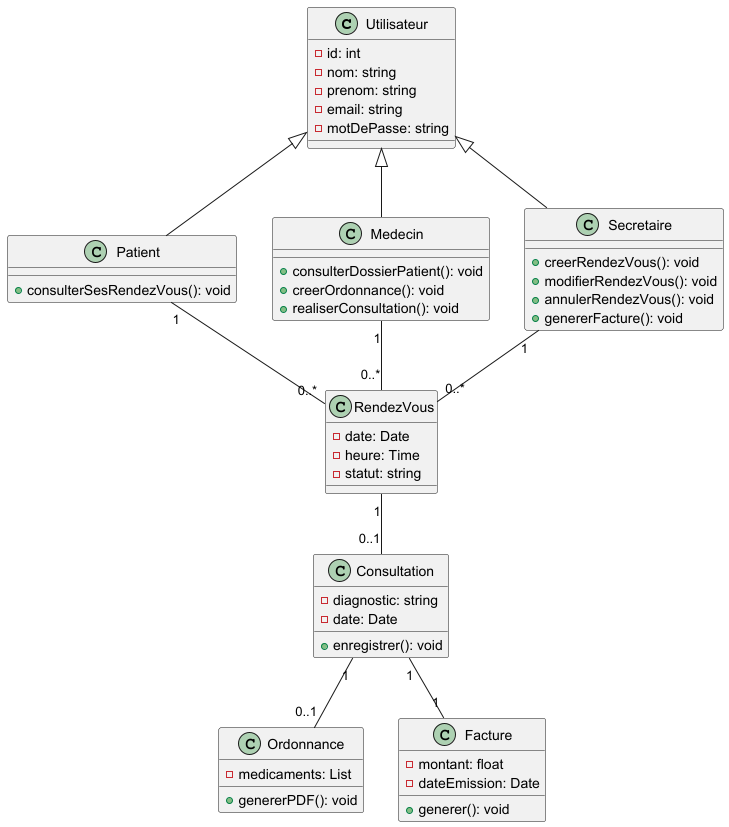 C Utilisateur
id: int
nom: string
prenom: string
email: string
motDePasse: string
C Patient
consulterSesRendezVous(): void
C Medecin
consulterDossierPatient(): void
creerOrdonnance(): void
realiserConsultation(): void
C Secretaire
creerRendezVous(): void
modifierRendezVous(): void
annulerRendezVous(): void
genererFacture(): void
1
1
1
0..*
0..*
0..*
C RendezVous
date: Date
heure: Time
statut: string
1
0..1
C Consultation
diagnostic: string
date: Date
enregistrer(): void
1
1
0..1
1
C Ordonnance
medicaments: List
genererPDF(): void
C Facture
montant: float
dateEmission: Date
generer(): void